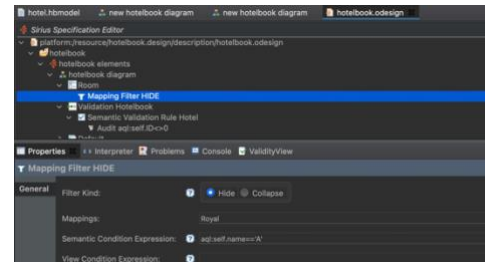 hotel.hbmodel new hotelbook diagram new hotelbook diagram hotelbook.odesign
Sirius Specification Editor
platform:/resource/hotelbook.design/description/hotelbook.odesign
hotelbook
hotelbook elements
hotelbook diagram
Room
Mapping Filter HIDE
Validation Hotelbook
Semantic Validation Rule Hotel
Audit aql:self.ID<>0
Default
Properties Interpreter Problems Console ValidityView
Mapping Filter HIDE
General Filter Kind: Hide Collapse
Mappings: Royal
Semantic Condition Expression: aql:self.name=='A'
View Condition Expression: